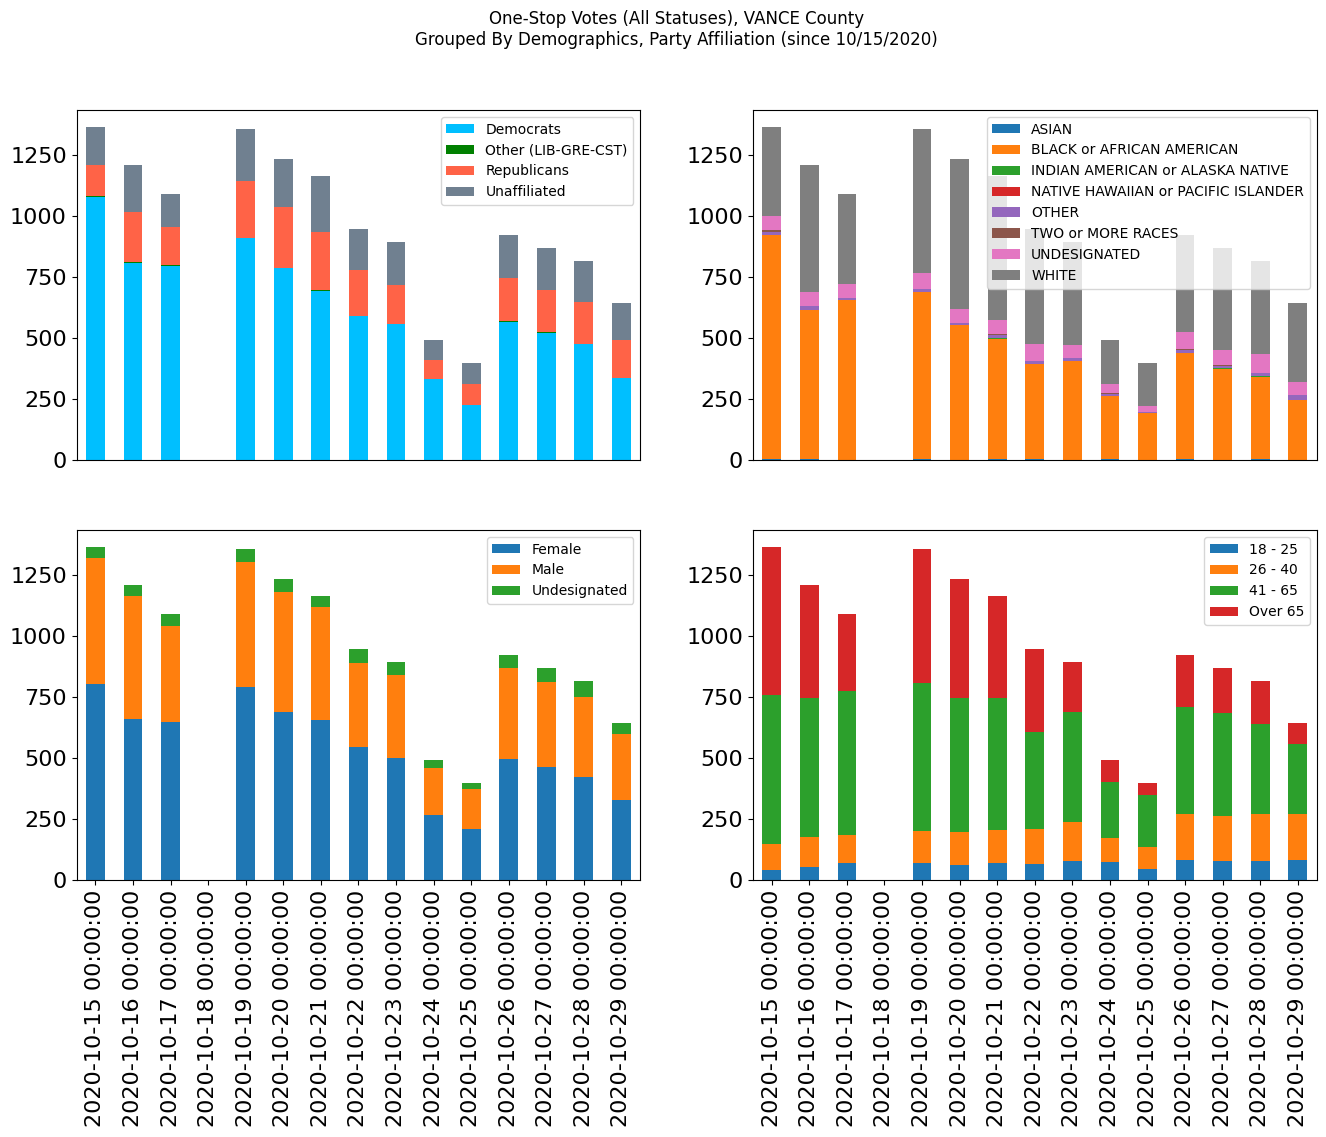 One-Stop Votes (All Statuses), VANCE County
Grouped By Demographics, Party Affiliation (since 10/15/2020)
1250
1000
750
500
250
0
Democrats
Other (LIB-GRE-CST)
Republicans
Unaffiliated
1250
1000
750
500
250
0
ASIAN
BLACK or AFRICAN AMERICAN
INDIAN AMERICAN or ALASKA NATIVE
NATIVE HAWAIIAN or PACIFIC ISLANDER
OTHER
TWO or MORE RACES
UNDESIGNATED
WHITE
1250
1000
750
500
250
0
Female
Male
Undesignated
2020-10-15 00:00:00
2020-10-16 00:00:00
2020-10-17 00:00:00
2020-10-18 00:00:00
2020-10-19 00:00:00
2020-10-20 00:00:00
2020-10-21 00:00:00
2020-10-22 00:00:00
2020-10-23 00:00:00
2020-10-24 00:00:00
2020-10-25 00:00:00
2020-10-26 00:00:00
2020-10-27 00:00:00
2020-10-28 00:00:00
2020-10-29 00:00:00
1250
1000
750
500
250
0
18 - 25
26 - 40
41 - 65
Over 65
2020-10-15 00:00:00
2020-10-16 00:00:00
2020-10-17 00:00:00
2020-10-18 00:00:00
2020-10-19 00:00:00
2020-10-20 00:00:00
2020-10-21 00:00:00
2020-10-22 00:00:00
2020-10-23 00:00:00
2020-10-24 00:00:00
2020-10-25 00:00:00
2020-10-26 00:00:00
2020-10-27 00:00:00
2020-10-28 00:00:00
2020-10-29 00:00:00